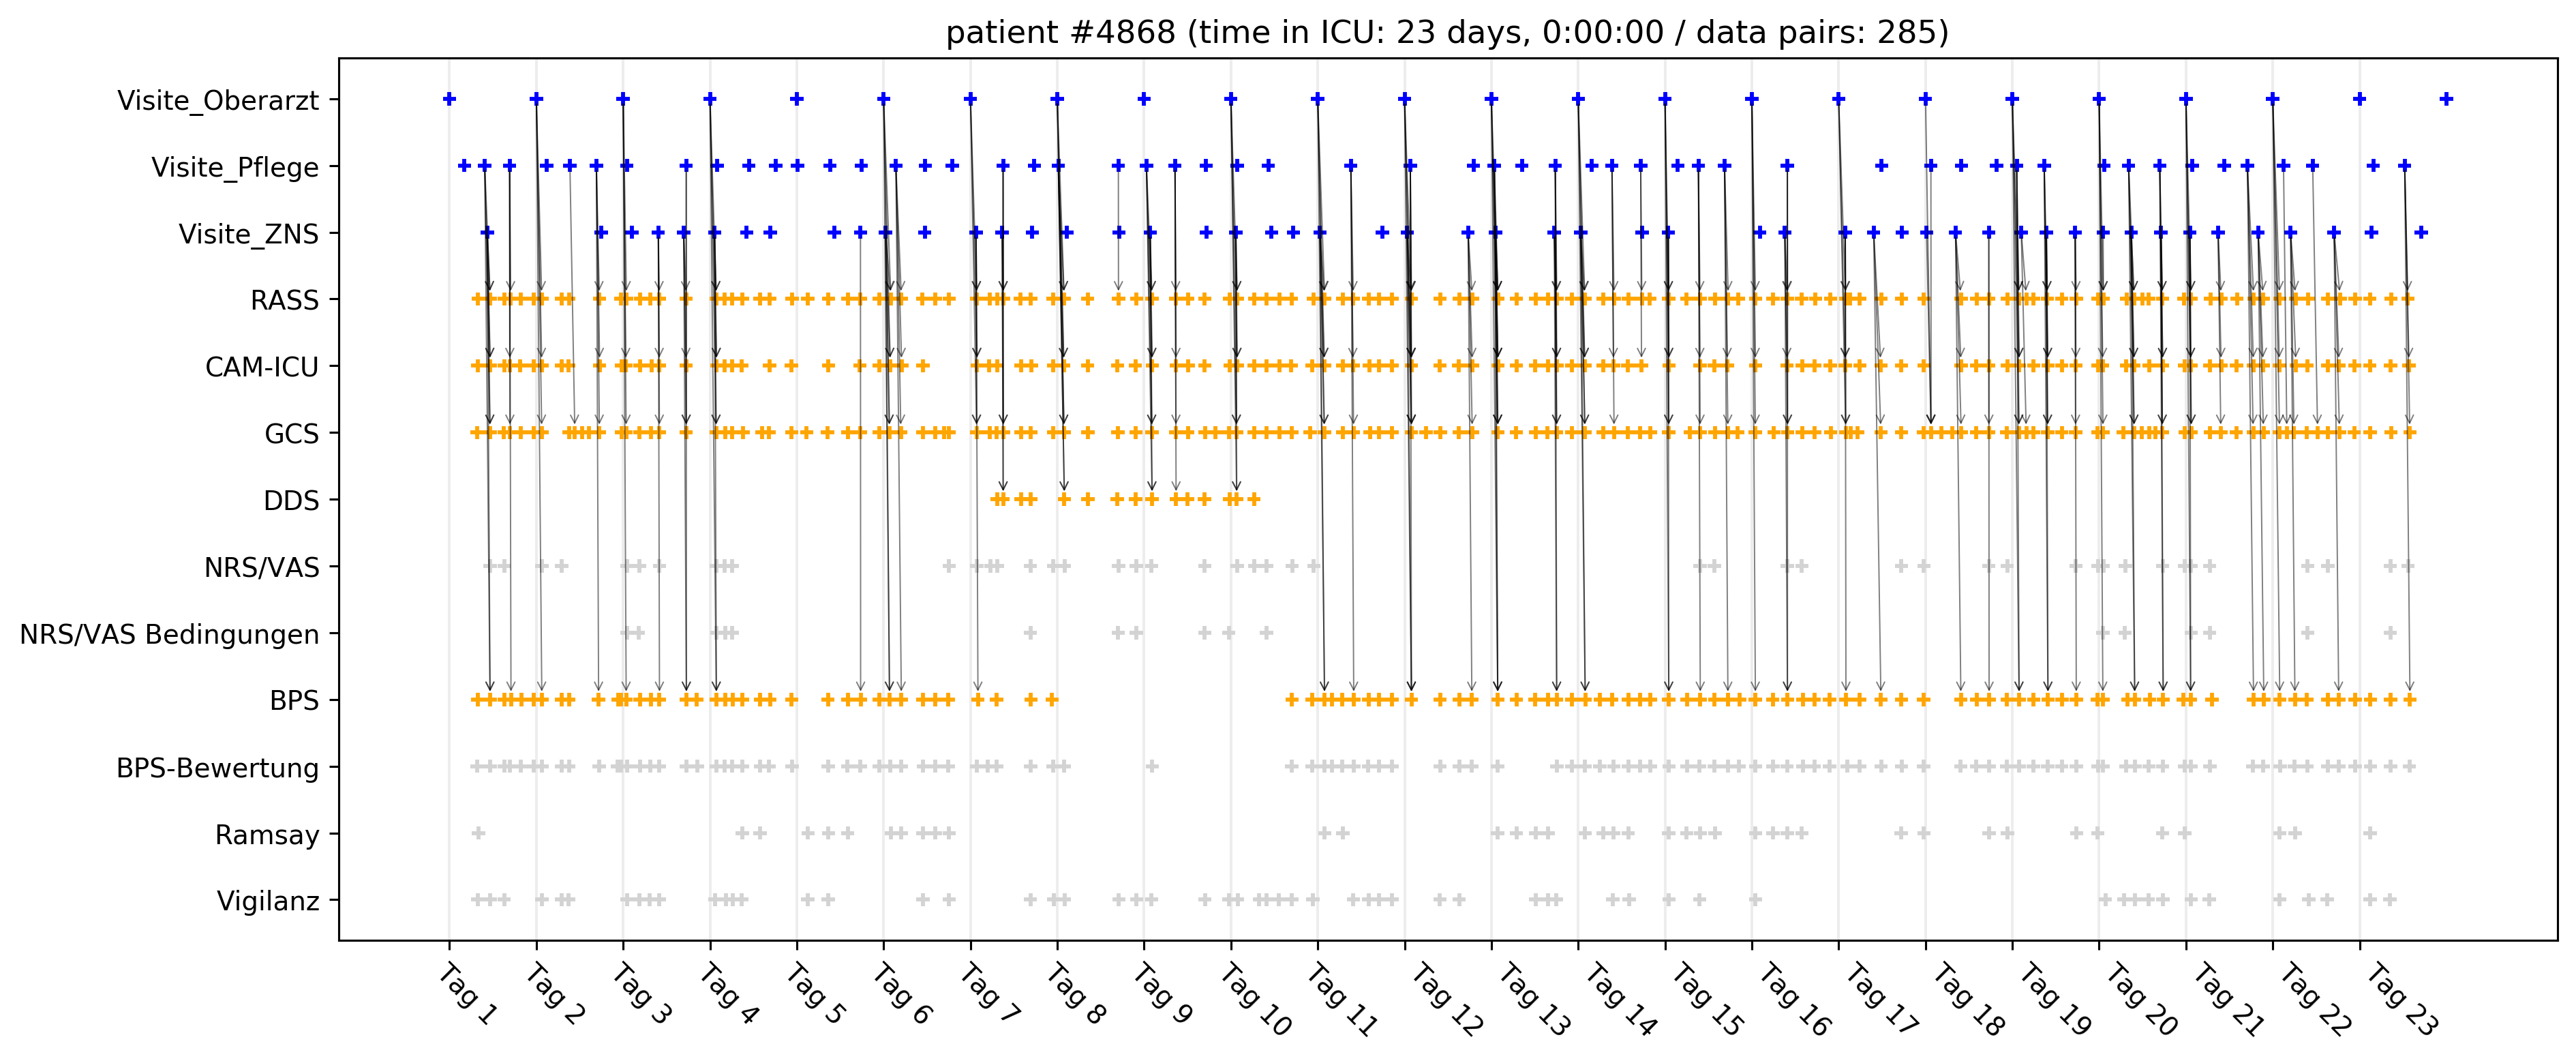 patient #4868 (time in ICU: 23 days, 0:00:00 / data pairs: 285)
Visite_Oberarzt
Visite_Pflege
Visite_ZNS
RASS
CAM-ICU
GCS
DDS
NRS/VAS
NRS/VAS Bedingungen
BPS
BPS-Bewertung
Ramsay
Vigilanz
Tag 1
Tag 2
Tag 3
Tag 4
Tag 5
Tag 6
Tag 7
Tag 8
Tag 9
Tag 10
Tag 11
Tag 12
Tag 13
Tag 14
Tag 15
Tag 16
Tag 17
Tag 18
Tag 19
Tag 20
Tag 21
Tag 22
Tag 23